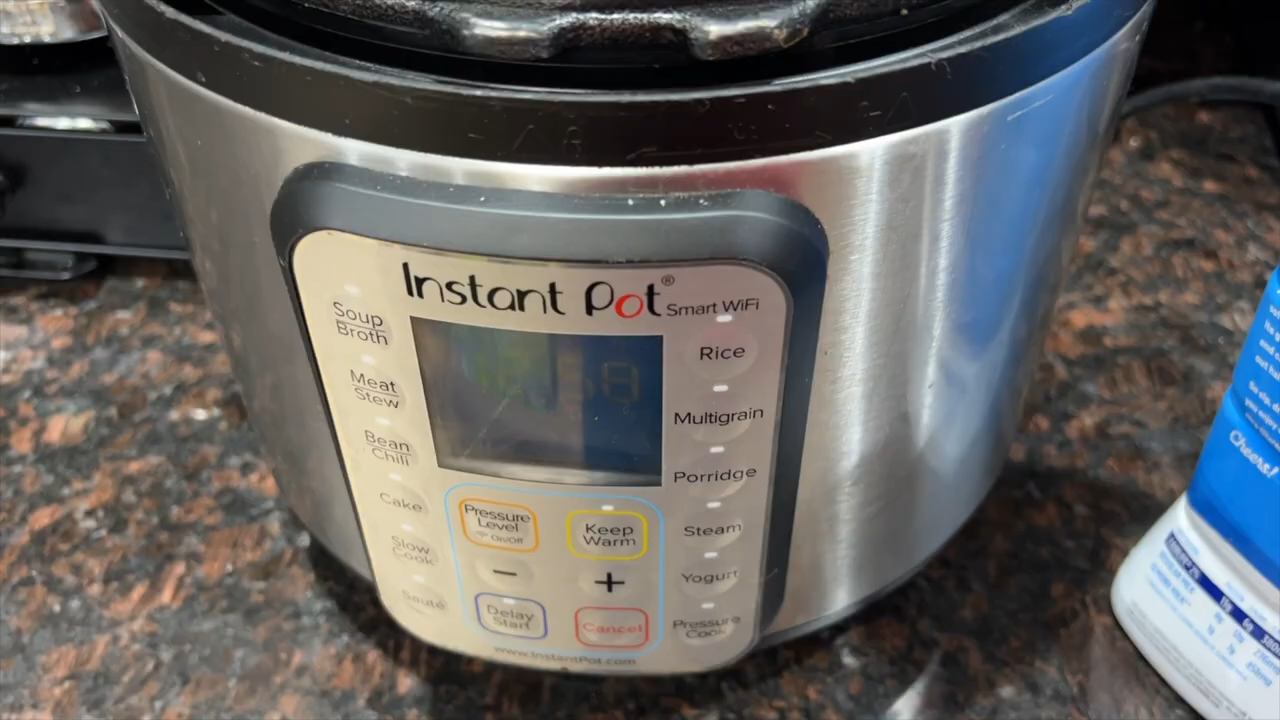 Instant Pot®
Smart WiFi
Soup
Broth
Meat
Stew
Bean
Chili
Cake
Slow
Cook
Sauté
Rice
Multigrain
Porridge
Steam
Yogurt
Pressure
Cook
Pressure
Level
On/Off
Keep
Warm
−
+
Delay
Start
Cancel
www.InstantPot.com
Cheers!